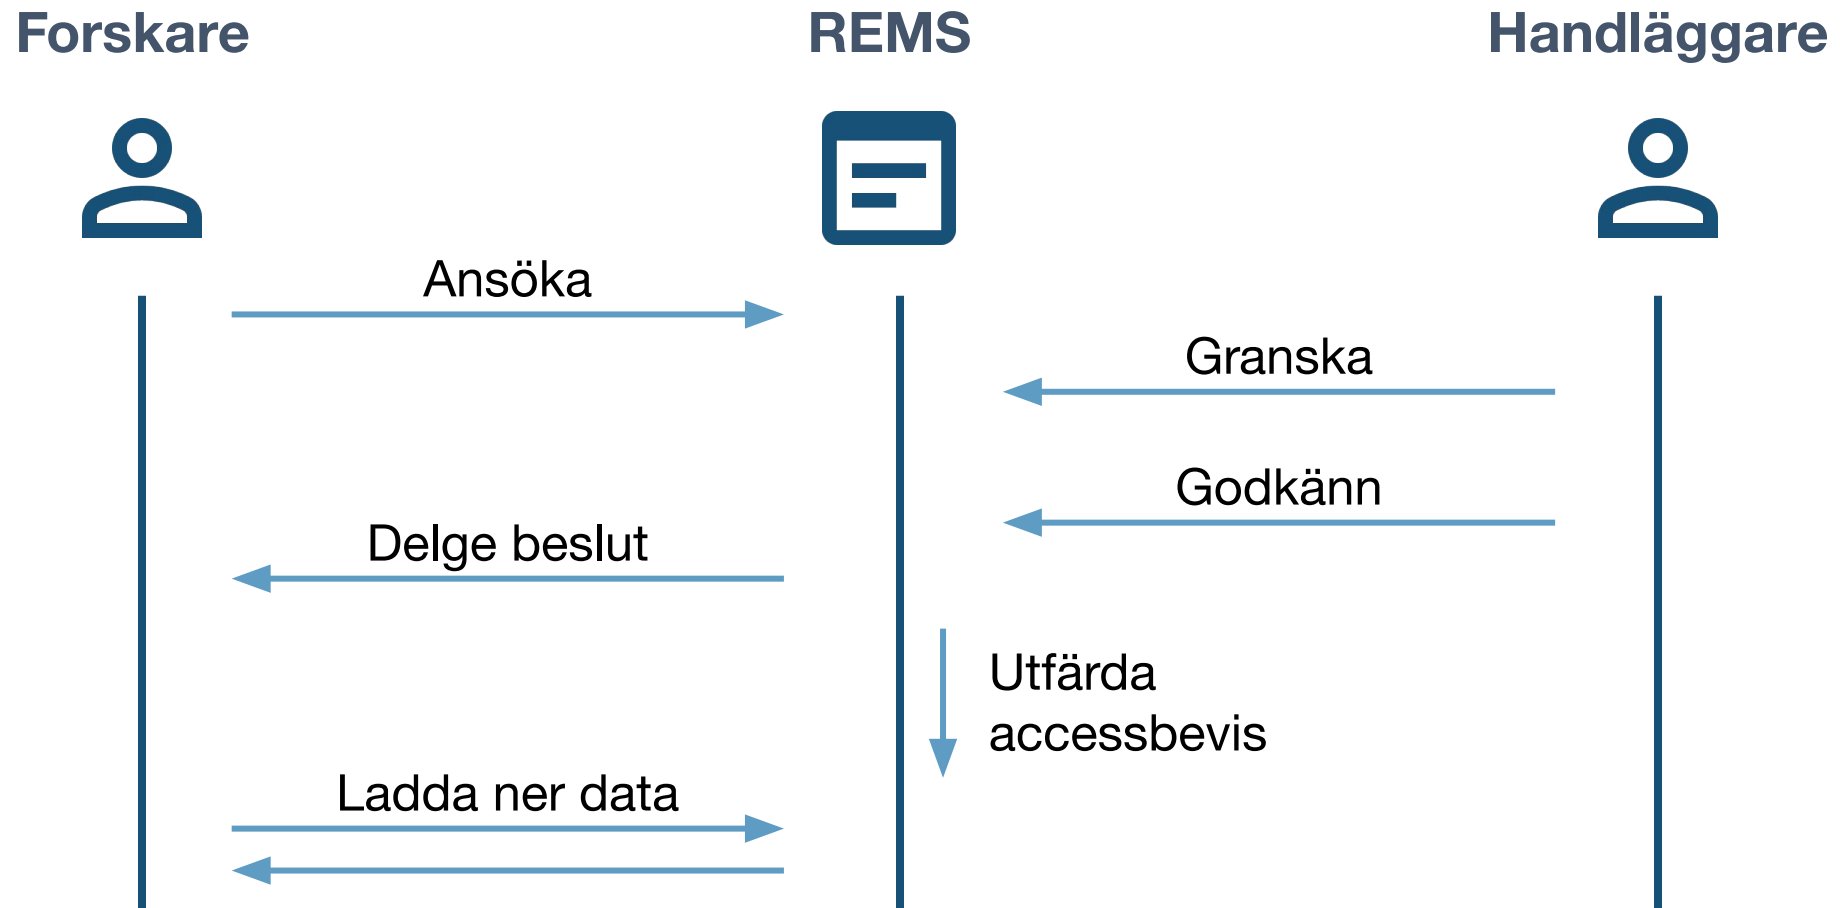 Forskare
REMS
Handläggare
Ansöka
Granska
Godkänn
Delge beslut
Utfärda
accessbevis
Ladda ner data